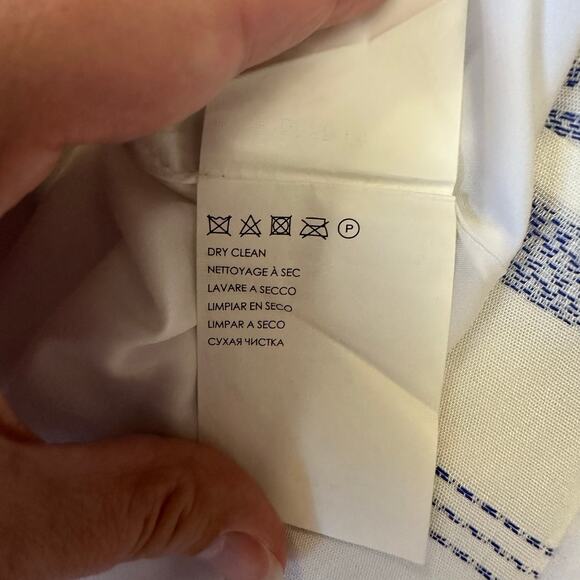 P
DRY CLEAN
NETTOYAGE À SEC
LAVARE A SECCO
LIMPIAR EN SECO
LIMPAR A SECO
СУХАЯ ЧИСТКА